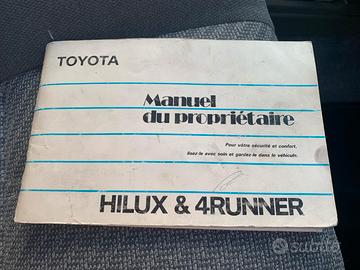 TOYOTA
Manuel
du propriétaire
Pour vôtre sécurité et confort,
lisez-le avec soin et gardez-le dans le véhicule.
HILUX & 4RUNNER
subito